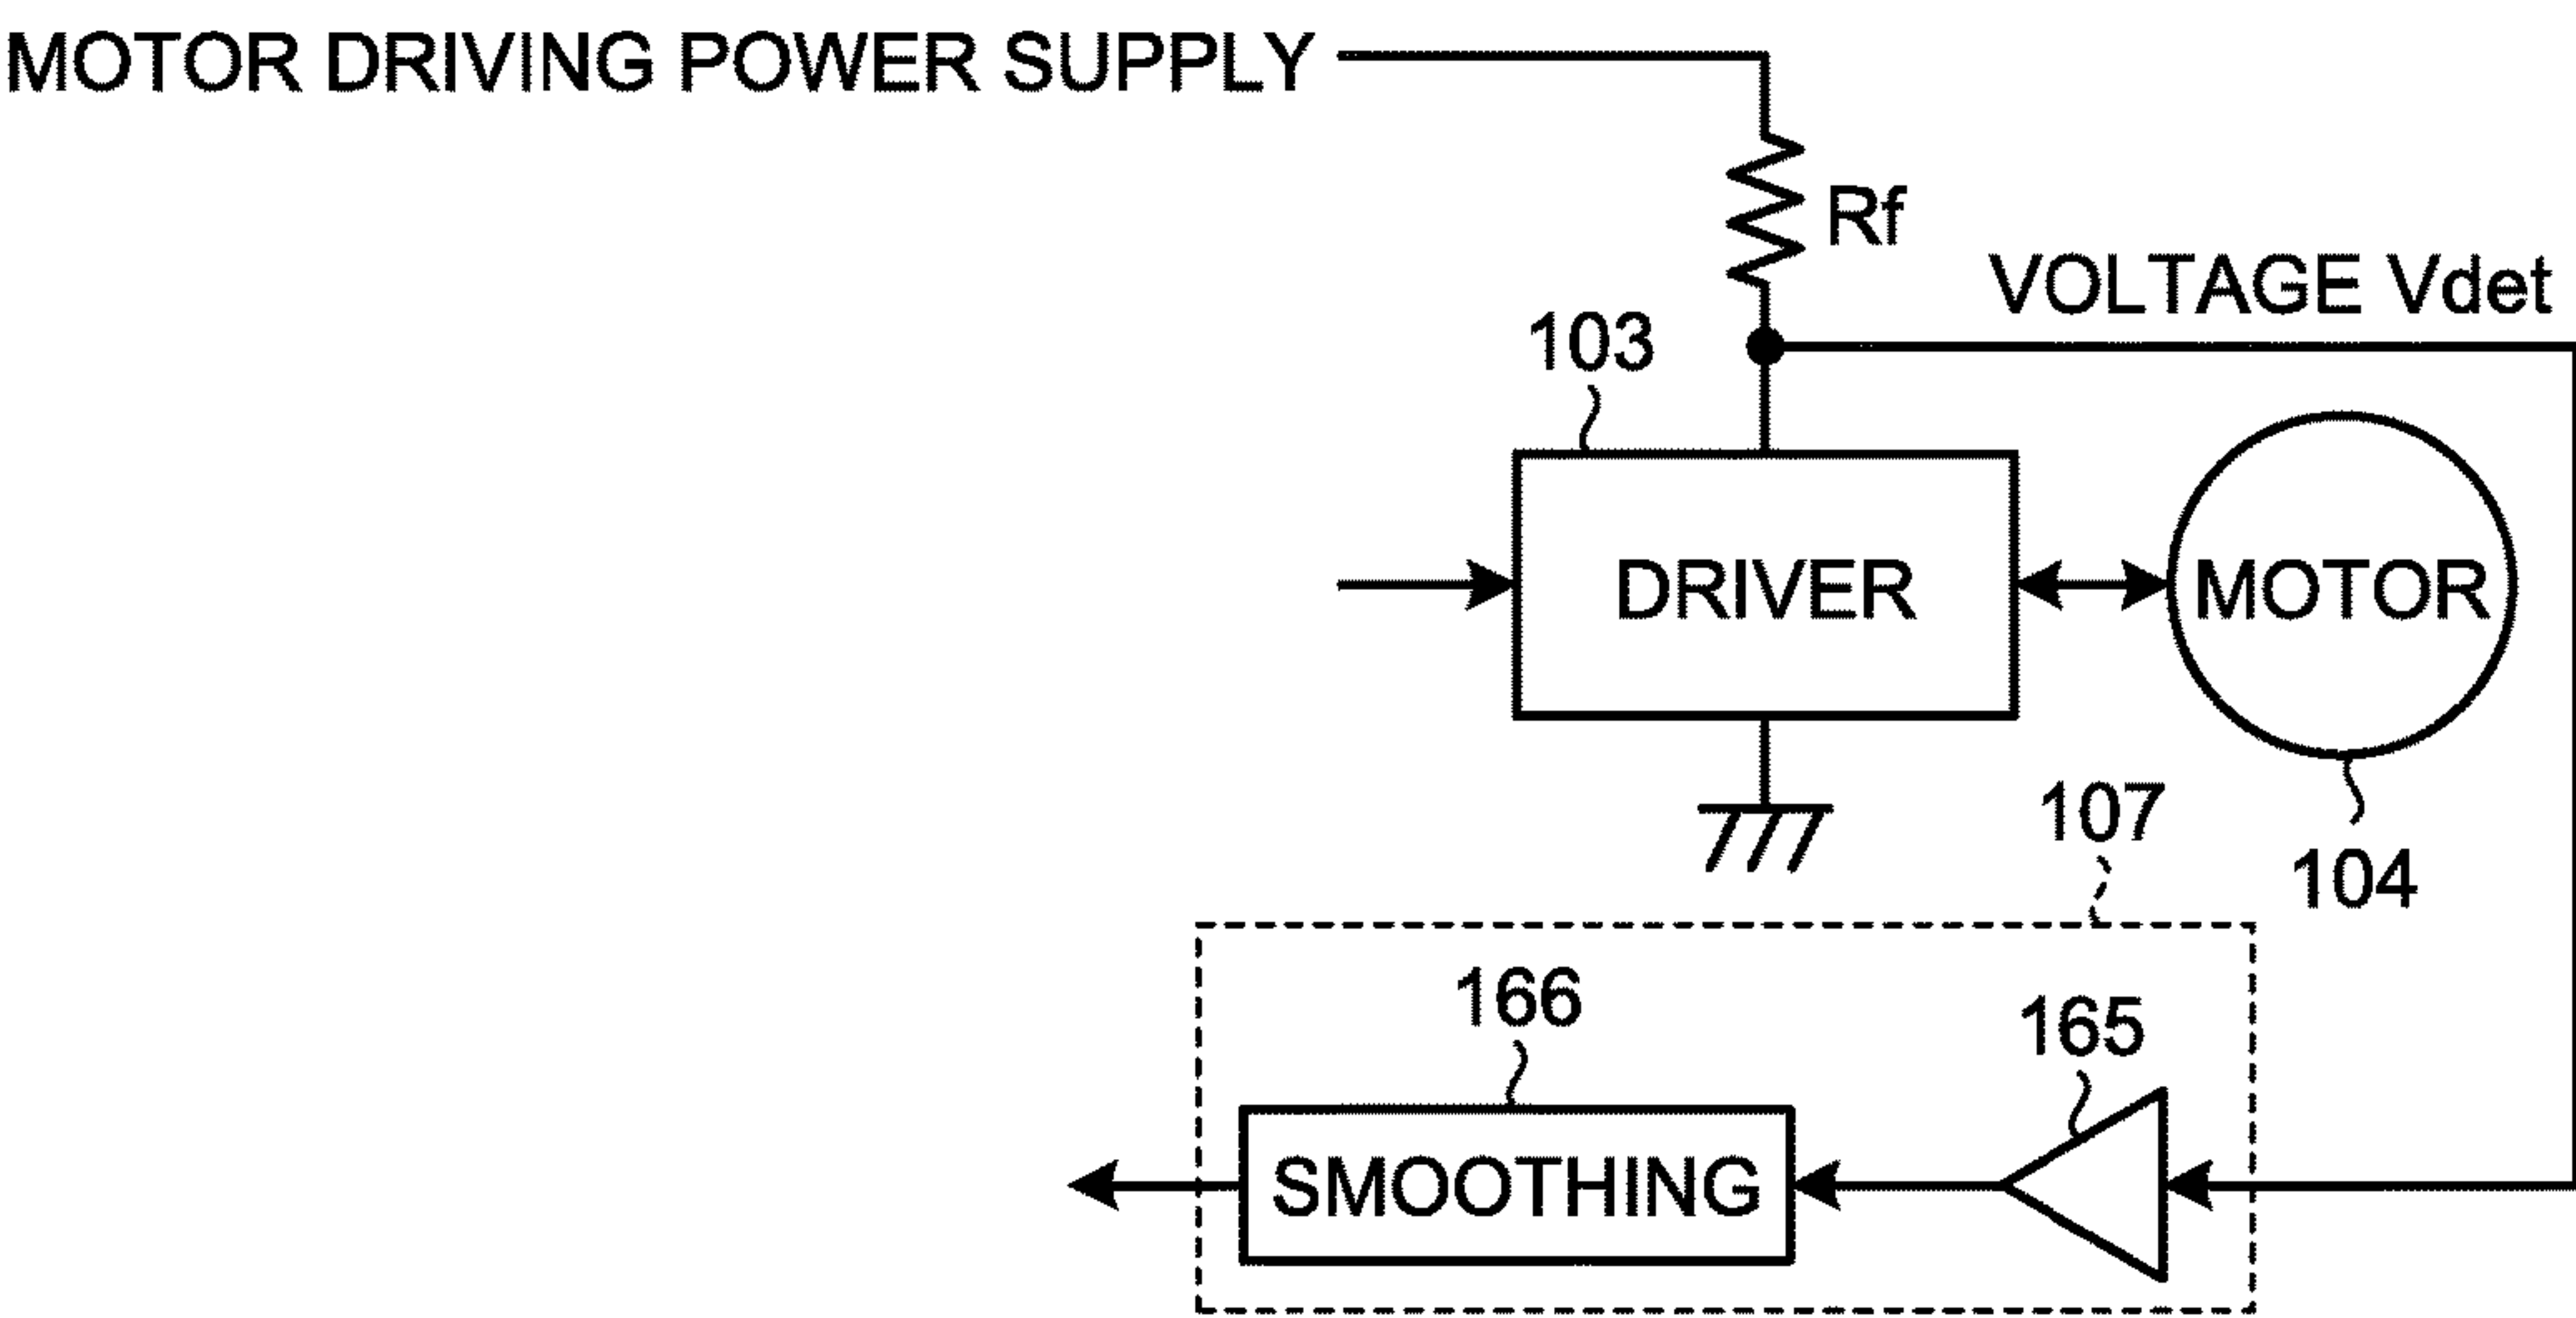 MOTOR DRIVING POWER SUPPLY
Rf
VOLTAGE Vdet
103
DRIVER
MOTOR
107
104
166
165
SMOOTHING